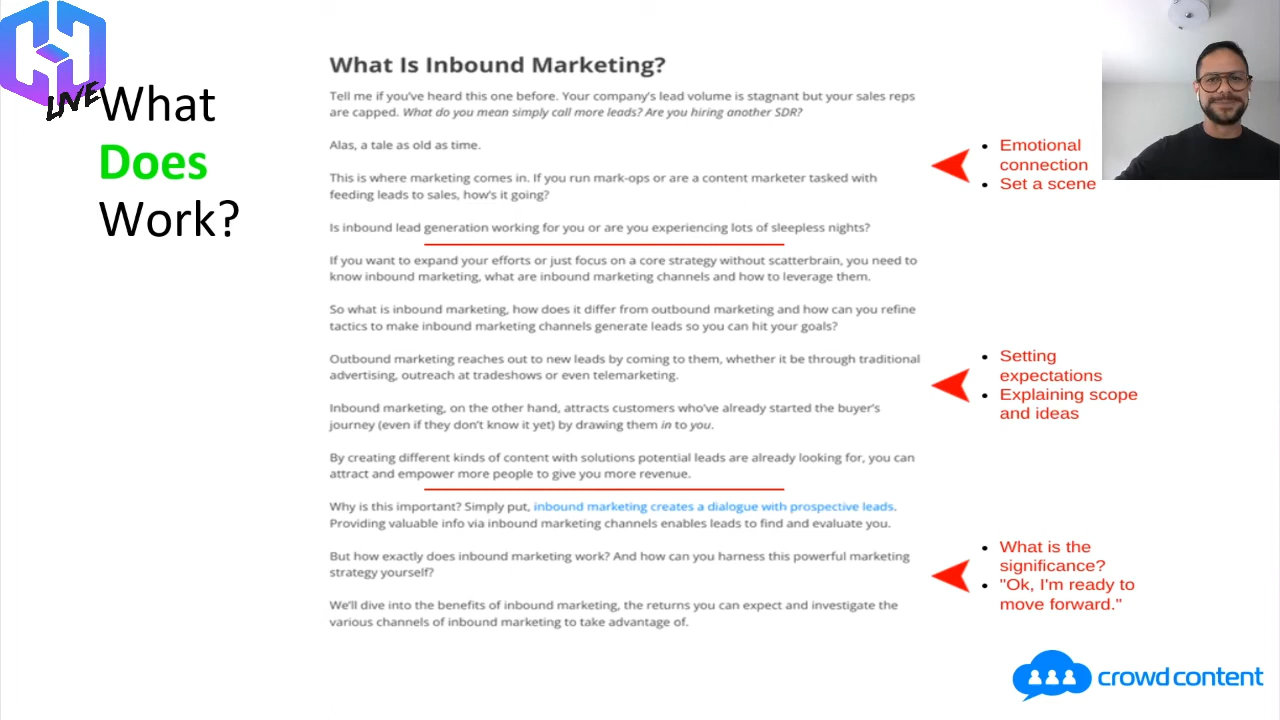 LIVE
What
Does
Work?
What Is Inbound Marketing?
Tell me if you've heard this one before. Your company's lead volume is stagnant but your sales reps
are capped. What do you mean simply call more leads? Are you hiring another SDR?
Alas, a tale as old as time.
This is where marketing comes in. If you run mark-ops or are a content marketer tasked with
feeding leads to sales, how's it going?
Is inbound lead generation working for you or are you experiencing lots of sleepless nights?
If you want to expand your efforts or just focus on a core strategy without scatterbrain, you need to
know inbound marketing, what are inbound marketing channels and how to leverage them.
So what is inbound marketing, how does it differ from outbound marketing and how can you refine
tactics to make inbound marketing channels generate leads so you can hit your goals?
Outbound marketing reaches out to new leads by coming to them, whether it be through traditional
advertising, outreach at tradeshows or even telemarketing.
Inbound marketing, on the other hand, attracts customers who've already started the buyer's
journey (even if they don't know it yet) by drawing them in to you.
By creating different kinds of content with solutions potential leads are already looking for, you can
attract and empower more people to give you more revenue.
Why is this important? Simply put, inbound marketing creates a dialogue with prospective leads.
Providing valuable info via inbound marketing channels enables leads to find and evaluate you.
But how exactly does inbound marketing work? And how can you harness this powerful marketing
strategy yourself?
We'll dive into the benefits of inbound marketing, the returns you can expect and investigate the
various channels of inbound marketing to take advantage of.
• Emotional
connection
• Set a scene
• Setting
expectations
• Explaining scope
and ideas
• What is the
significance?
• "Ok, I'm ready to
move forward."
crowd content